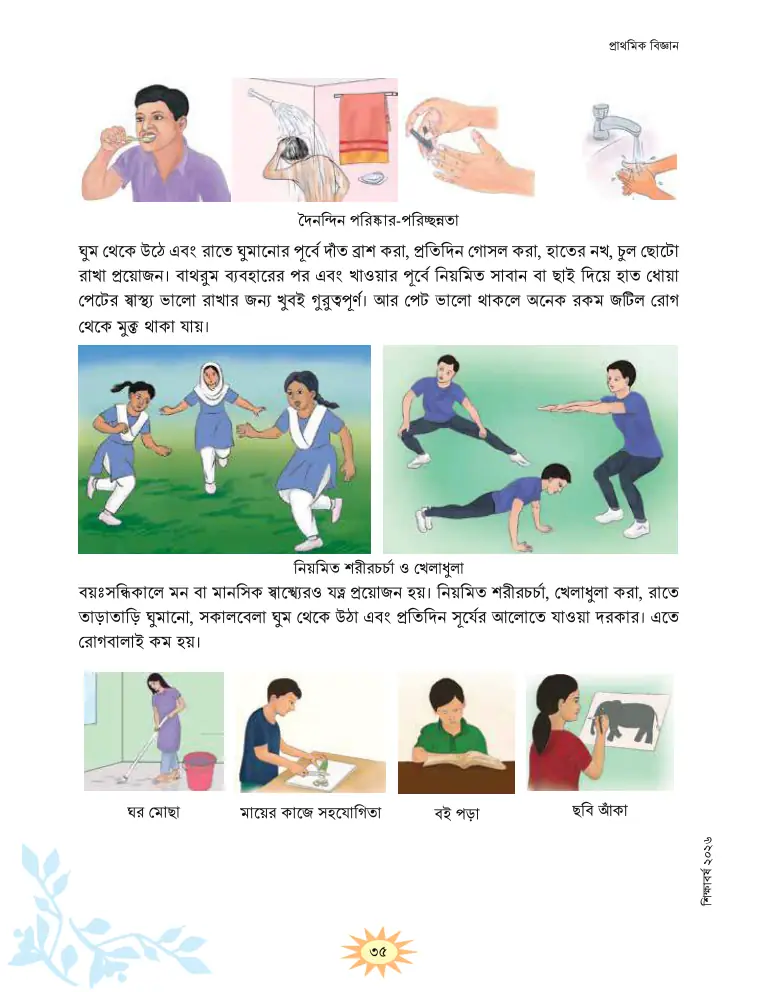 প্রাথমিক বিজ্ঞান
দৈনন্দিন পরিষ্কার-পরিচ্ছন্নতা
ঘুম থেকে উঠে এবং রাতে ঘুমানোর পূর্বে দাঁত ব্রাশ করা, প্রতিদিন গোসল করা, হাতের নখ, চুল ছোটো
রাখা প্রয়োজন। বাথরুম ব্যবহারের পর এবং খাওয়ার পূর্বে নিয়মিত সাবান বা ছাই দিয়ে হাত ধোয়া
পেটের স্বাস্থ্য ভালো রাখার জন্য খুবই গুরুত্বপূর্ণ। আর পেট ভালো থাকলে অনেক রকম জটিল রোগ
থেকে মুক্ত থাকা যায়।
নিয়মিত শরীরচর্চা ও খেলাধুলা
বয়ঃসন্ধিকালে মন বা মানসিক স্বাস্থ্যেরও যত্ন প্রয়োজন হয়। নিয়মিত শরীরচর্চা, খেলাধুলা করা, রাতে
তাড়াতাড়ি ঘুমানো, সকালবেলা ঘুম থেকে উঠা এবং প্রতিদিন সূর্যের আলোতে যাওয়া দরকার। এতে
রোগবালাই কম হয়।
ঘর মোছা
মায়ের কাজে সহযোগিতা
বই পড়া
ছবি আঁকা
শিক্ষাবর্ষ ২০২৬
৩৫